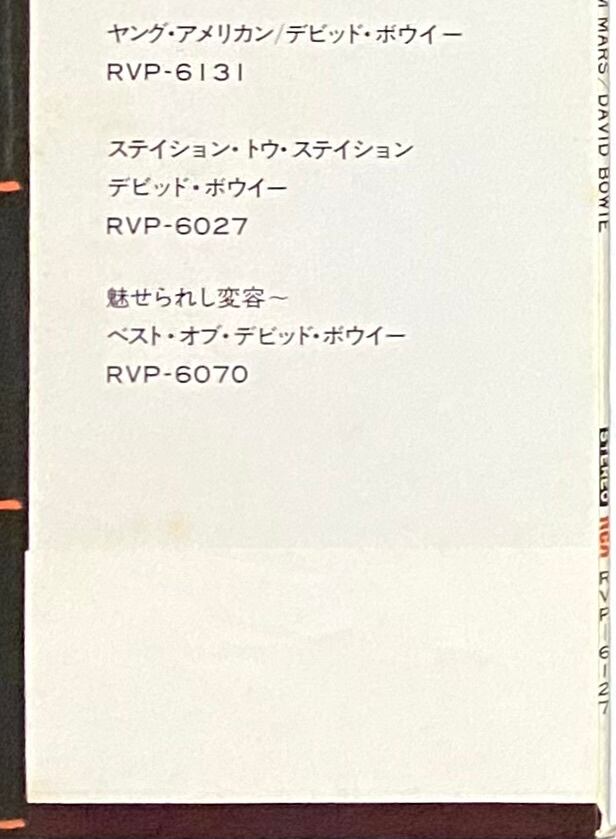 ヤング・アメリカン/デビッド・ボウイー
RVP-6131
ステイション・トウ・ステイション
デビッド・ボウイー
RVP-6027
魅せられし変容〜
ベスト・オブ・デビッド・ボウイー
RVP-6070
MARS/DAVID BOWIE
STEREO RCA RVP-6127